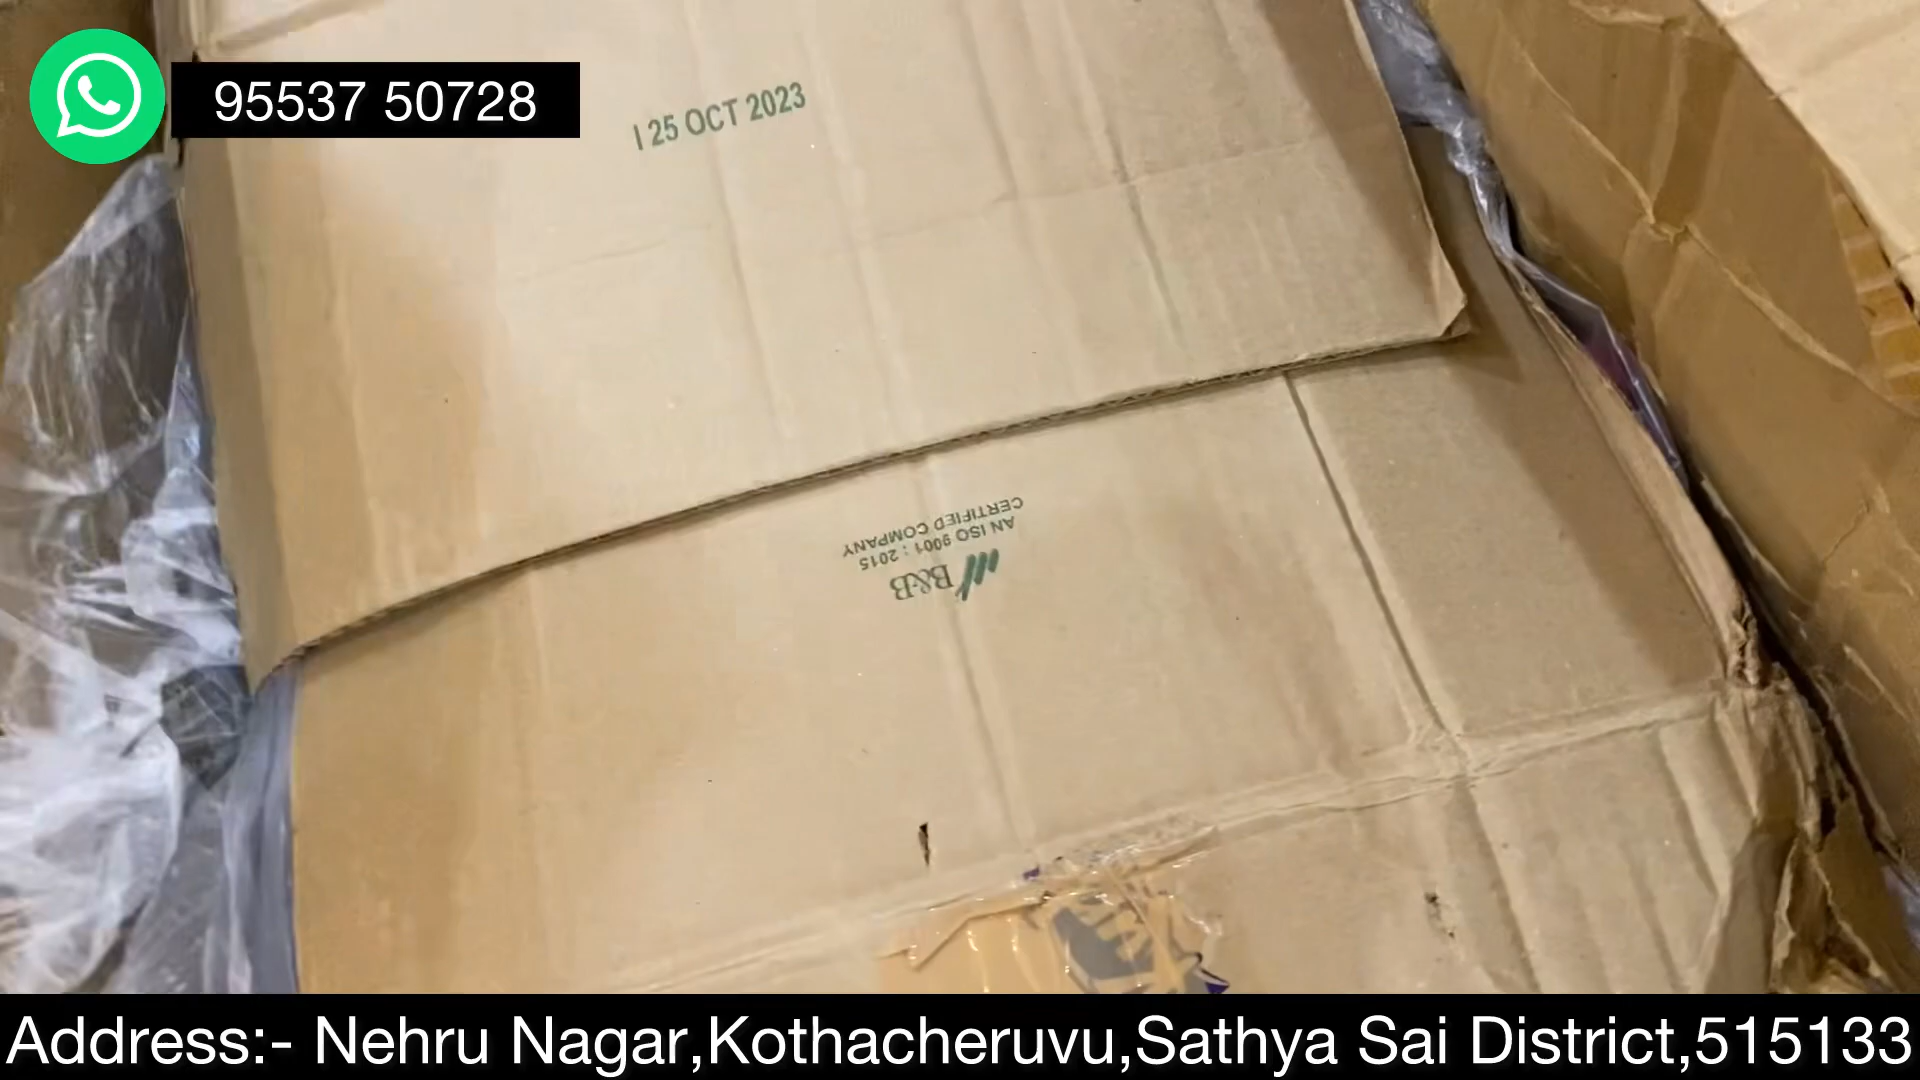 95537 50728
I 25 OCT 2023
B&B
AN ISO 9001 : 2015
CERTIFIED COMPANY
Address:- Nehru Nagar,Kothacheruvu,Sathya Sai District,515133